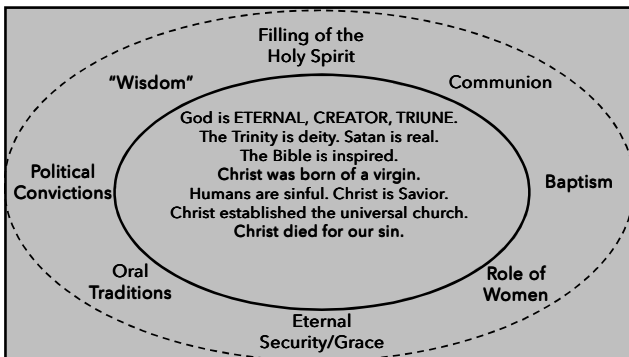 Filling of the
Holy Spirit
"Wisdom"
Communion
God is ETERNAL, CREATOR, TRIUNE.
The Trinity is deity. Satan is real.
The Bible is inspired.
Christ was born of a virgin.
Humans are sinful. Christ is Savior.
Christ established the universal church.
Christ died for our sin.
Political
Convictions
Baptism
Oral
Traditions
Role of
Women
Eternal
Security/Grace